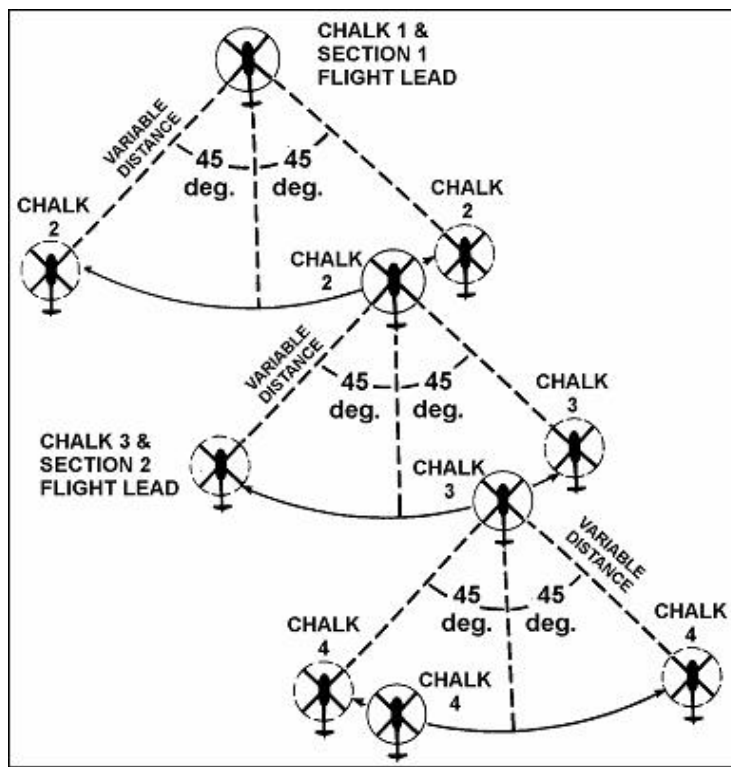 CHALK 1 &
SECTION 1
FLIGHT LEAD
VARIABLE
DISTANCE
45
deg.
45
deg.
CHALK
2
CHALK
2
CHALK
2
VARIABLE
DISTANCE
45
deg.
45
deg.
CHALK
3
CHALK 3 &
SECTION 2
FLIGHT LEAD
CHALK
3
VARIABLE
DISTANCE
45
deg.
45
deg.
CHALK
4
CHALK
4
CHALK
4